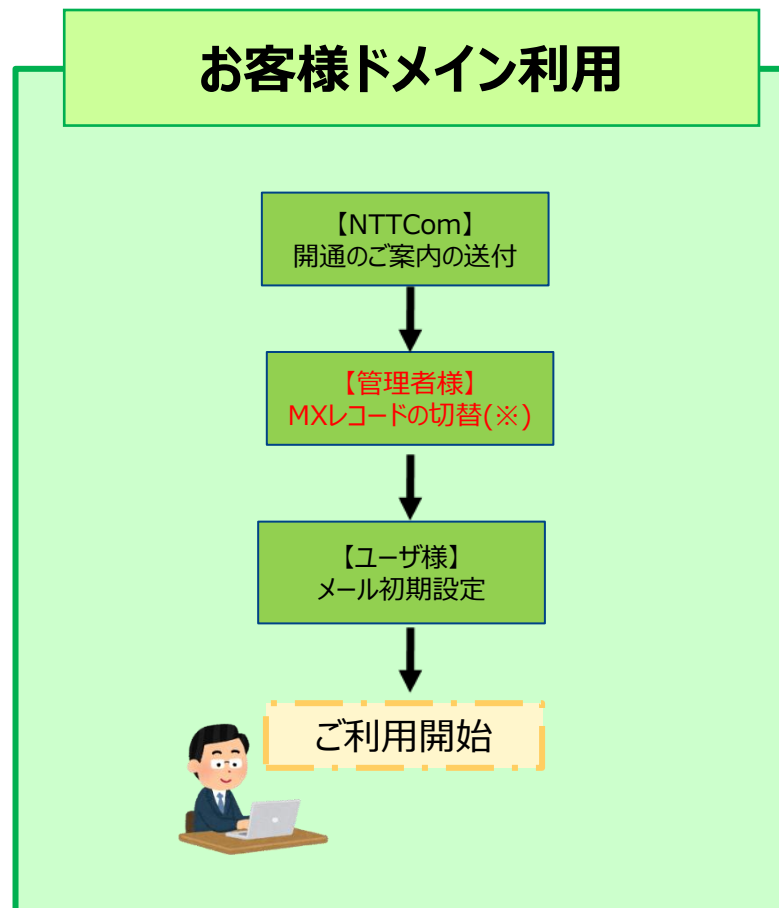 お客様ドメイン利用
【NTTCom】
開通のご案内の送付
【管理者様】
MXレコードの切替(※)
【ユーザ様】
メール初期設定
ご利用開始